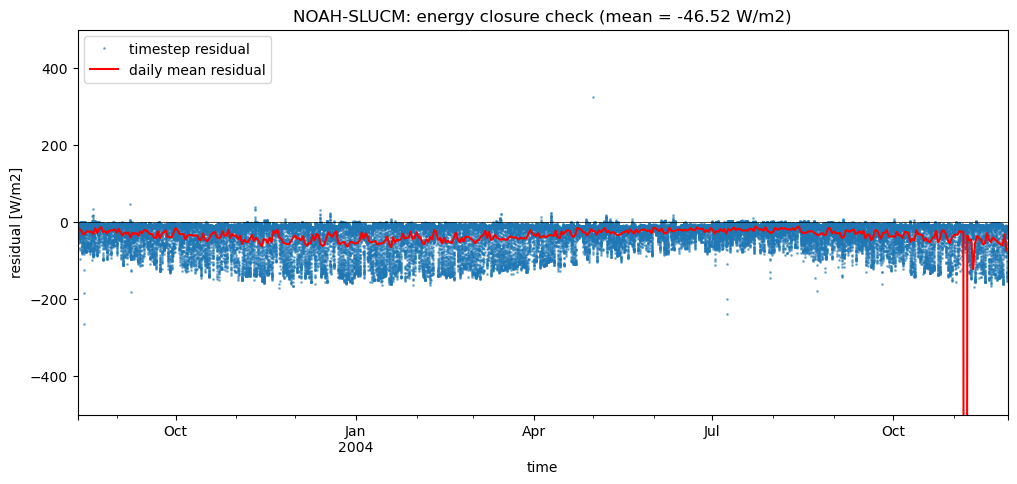 NOAH-SLUCM: energy closure check (mean = -46.52 W/m2)
timestep residual
daily mean residual
400
200
0
−200
−400
residual [W/m2]
Oct
Jan
2004
Apr
Jul
Oct
time